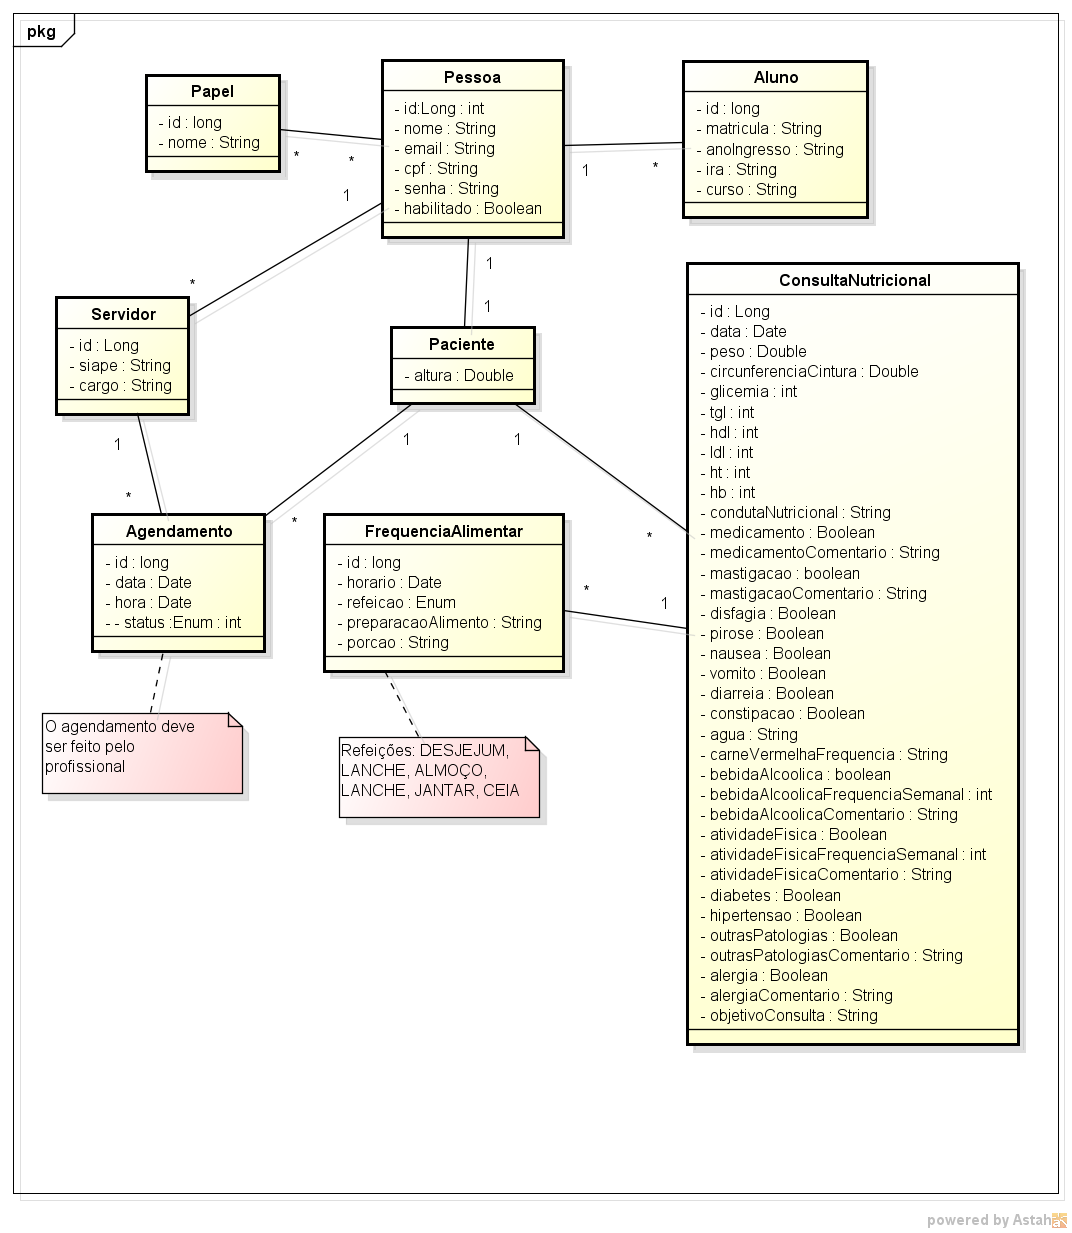 pkg
Papel
- id : long
- nome : String
Pessoa
- id:Long : int
- nome : String
- email : String
- cpf : String
- senha : String
- habilitado : Boolean
Aluno
- id : long
- matricula : String
- anoIngresso : String
- ira : String
- curso : String
*
*
1
*
1
*
1
1
Servidor
- id : Long
- siape : String
- cargo : String
Paciente
- altura : Double
ConsultaNutricional
- id : Long
- data : Date
- peso : Double
- circunferenciaCintura : Double
- glicemia : int
- tgl : int
- hdl : int
- ldl : int
- ht : int
- hb : int
- condutaNutricional : String
- medicamento : Boolean
- medicamentoComentario : String
- mastigacao : boolean
- mastigacaoComentario : String
- disfagia : Boolean
- pirose : Boolean
- nausea : Boolean
- vomito : Boolean
- diarreia : Boolean
- constipacao : Boolean
- agua : String
- carneVermelhaFrequencia : String
- bebidaAlcoolica : boolean
- bebidaAlcoolicaFrequenciaSemanal : int
- bebidaAlcoolicaComentario : String
- atividadeFisica : Boolean
- atividadeFisicaFrequenciaSemanal : int
- atividadeFisicaComentario : String
- diabetes : Boolean
- hipertensao : Boolean
- outrasPatologias : Boolean
- outrasPatologiasComentario : String
- alergia : Boolean
- alergiaComentario : String
- objetivoConsulta : String
1
*
1
*
1
*
*
1
Agendamento
- id : long
- data : Date
- hora : Date
- - status :Enum : int
FrequenciaAlimentar
- id : long
- horario : Date
- refeicao : Enum
- preparacaoAlimento : String
- porcao : String
O agendamento deve
ser feito pelo
profissional
Refeições: DESJEJUM,
LANCHE, ALMOÇO,
LANCHE, JANTAR, CEIA
powered by Astah